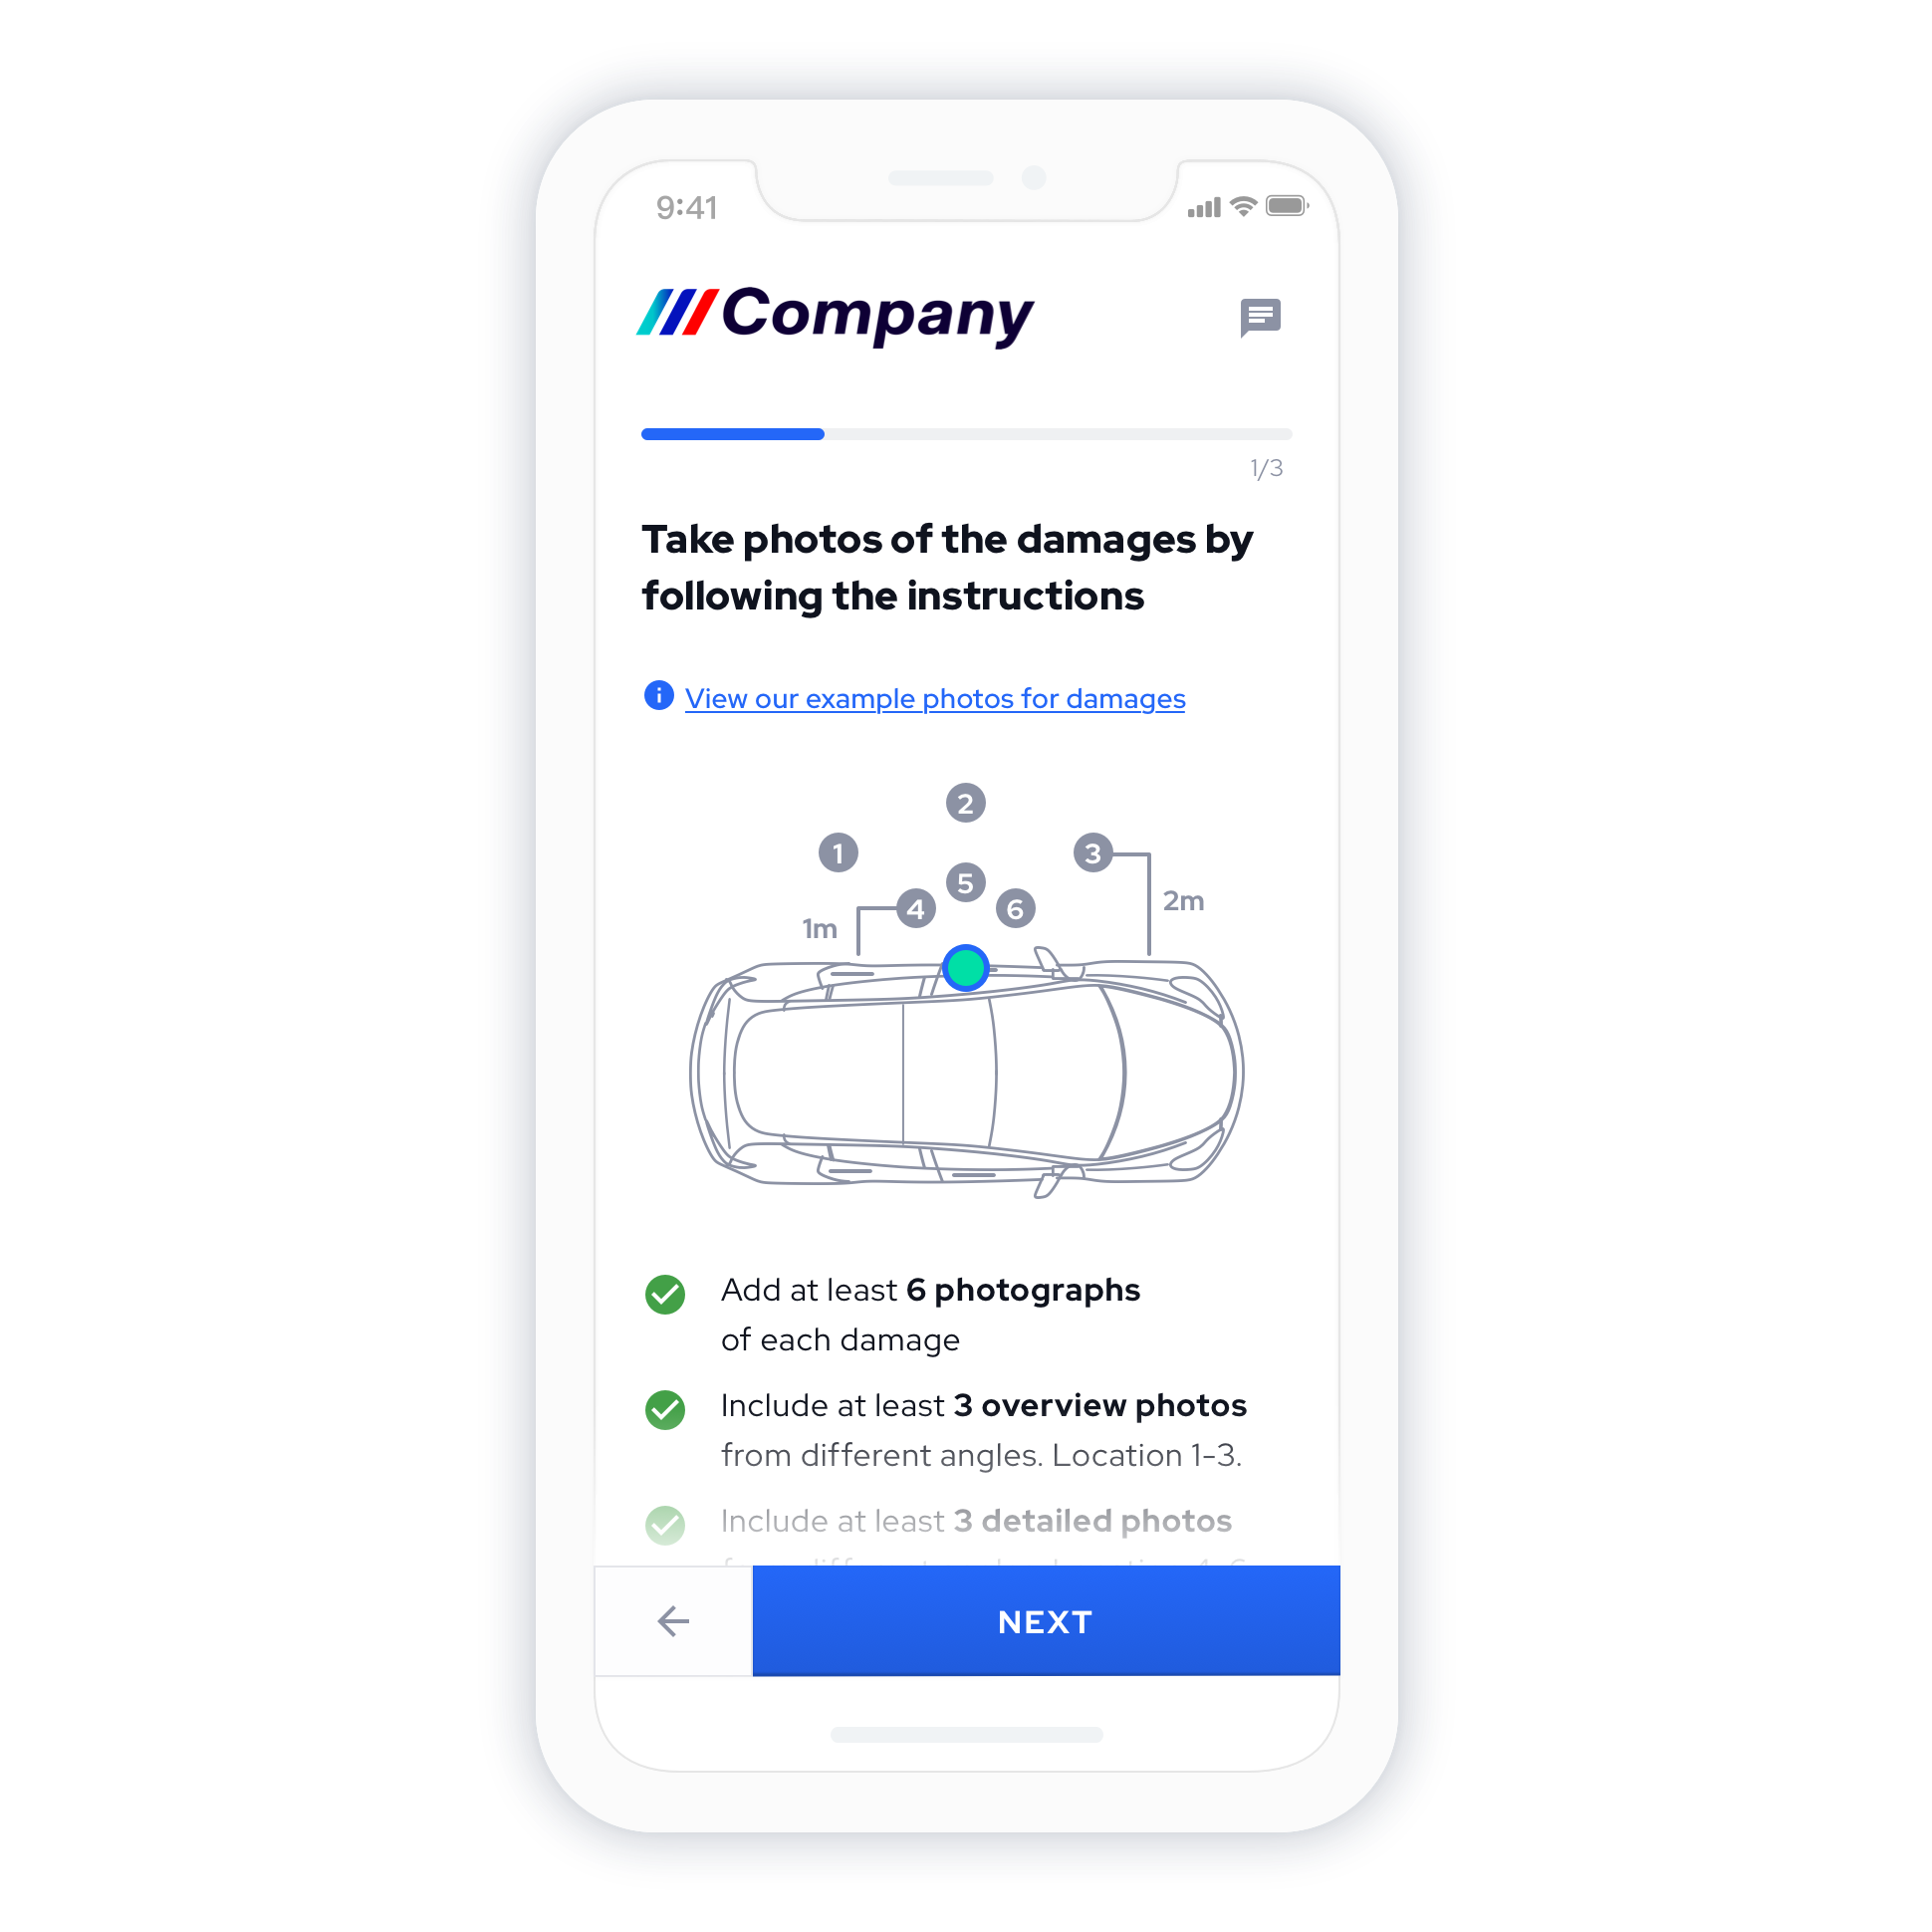 9:41
Company
1/3
Take photos of the damages by
following the instructions
View our example photos for damages
2
1
3
5
4
6
2m
1m
Add at least 6 photographs
of each damage
Include at least 3 overview photos
from different angles. Location 1-3.
Include at least 3 detailed photos
NEXT